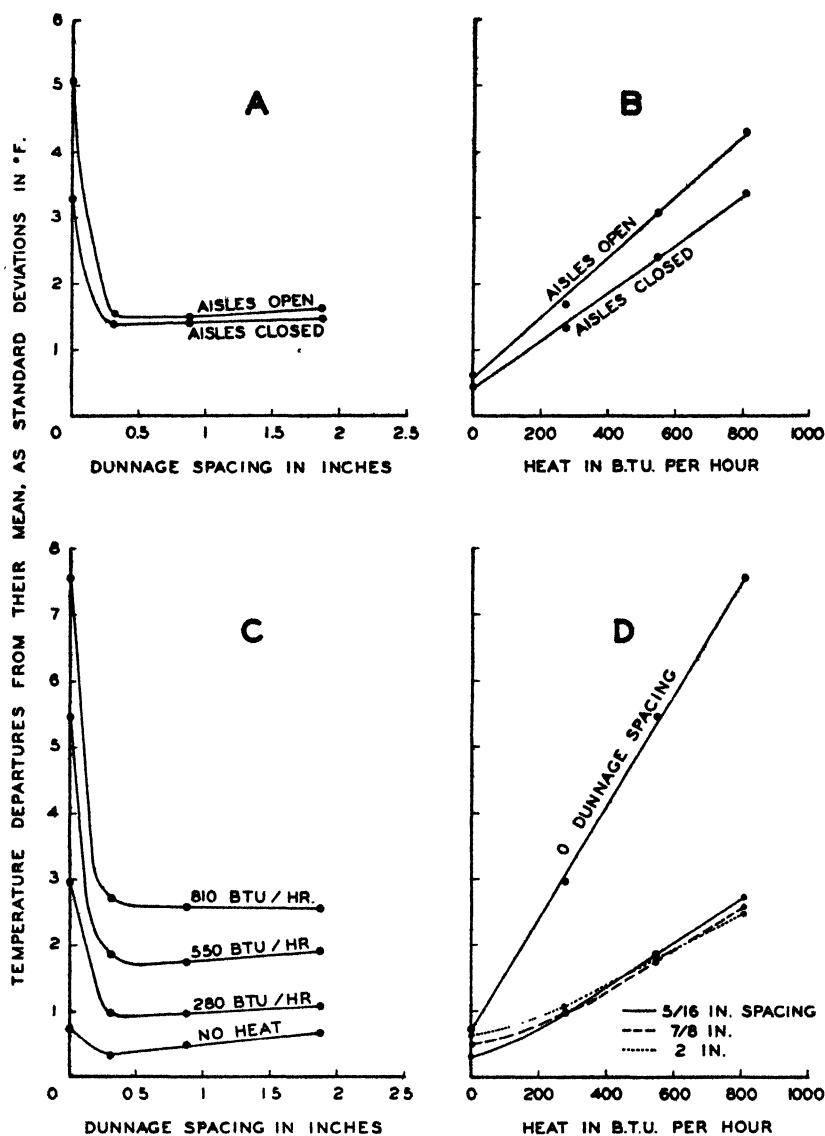 TEMPERATURE DEPARTURES FROM THEIR MEAN, AS STANDARD DEVIATIONS IN °F.
A
6
5
4
3
2
1
0
0.5
1
1.5
2
2.5
AISLES OPEN
AISLES CLOSED
DUNNAGE SPACING IN INCHES
B
AISLES OPEN
AISLES CLOSED
0
200
400
600
800
1000
HEAT IN B.T.U. PER HOUR
C
8
7
6
5
4
3
2
1
810 BTU / HR.
550 BTU / HR
280 BTU / HR
NO HEAT
0
0.5
1
1.5
2
2.5
DUNNAGE SPACING IN INCHES
D
0 DUNNAGE SPACING
5/16 IN. SPACING
7/8 IN.
2 IN.
0
200
400
600
800
1000
HEAT IN B.T.U. PER HOUR